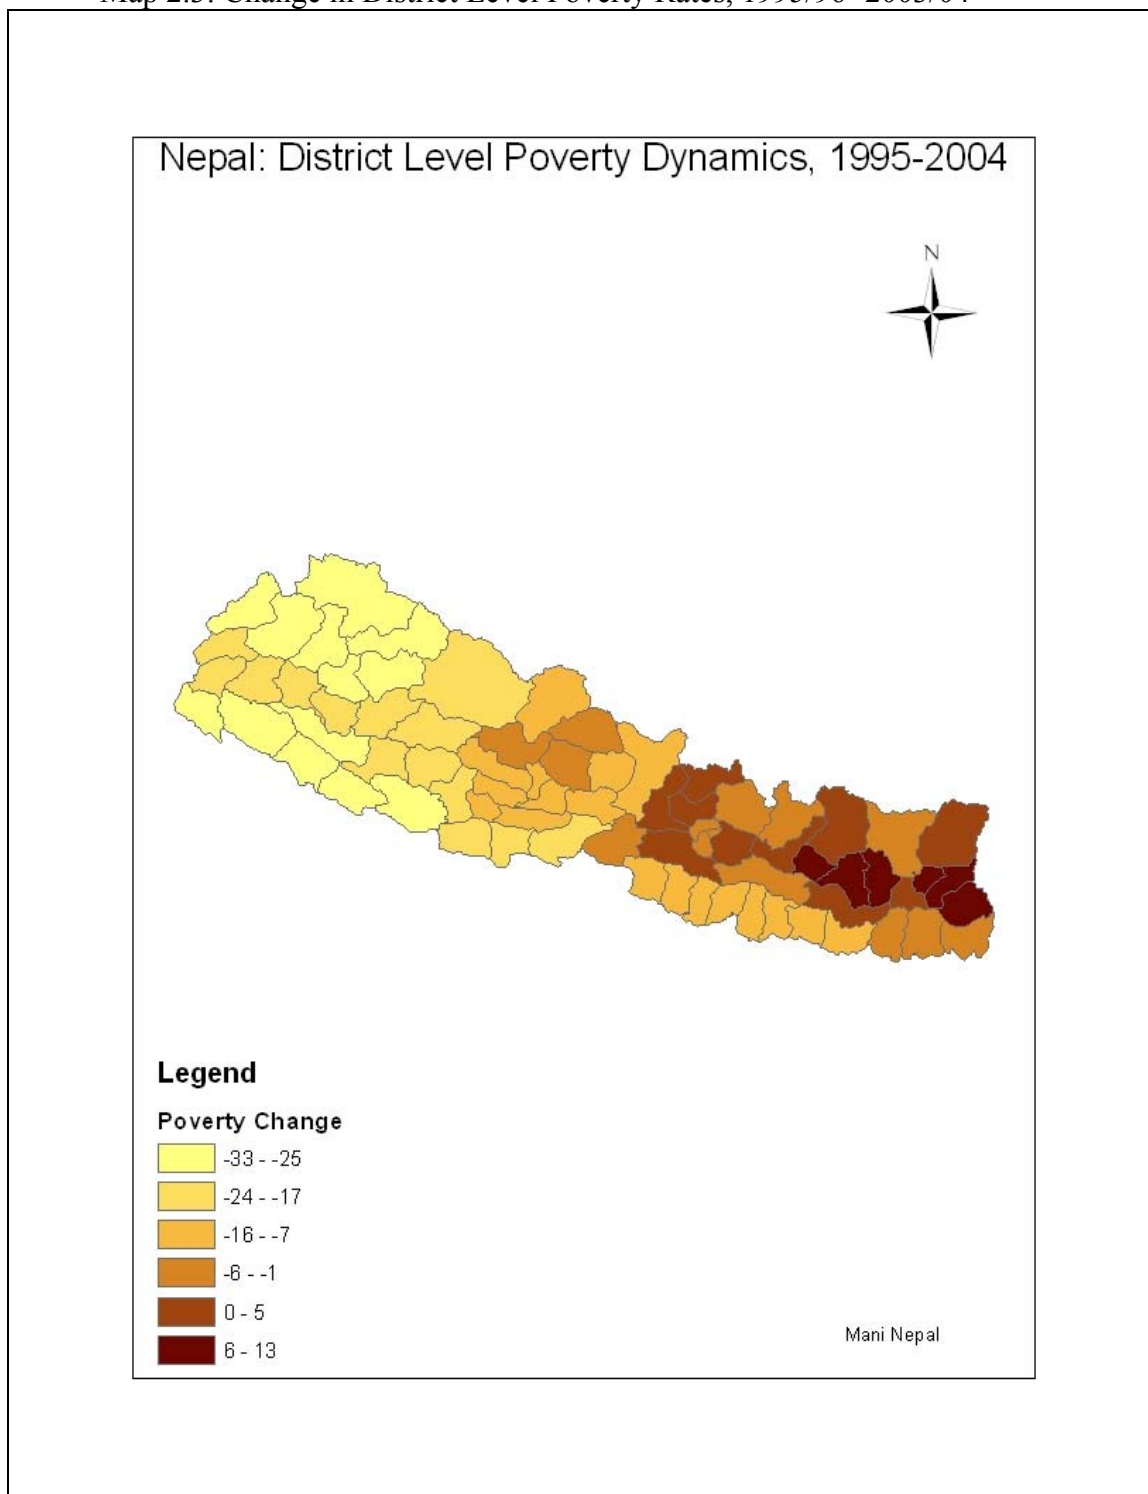 Nepal: District Level Poverty Dynamics, 1995-2004
N
Legend
Poverty Change
-33 - -25
-24 - -17
-16 - -7
-6 - -1
0 - 5
6 - 13
Mani Nepal